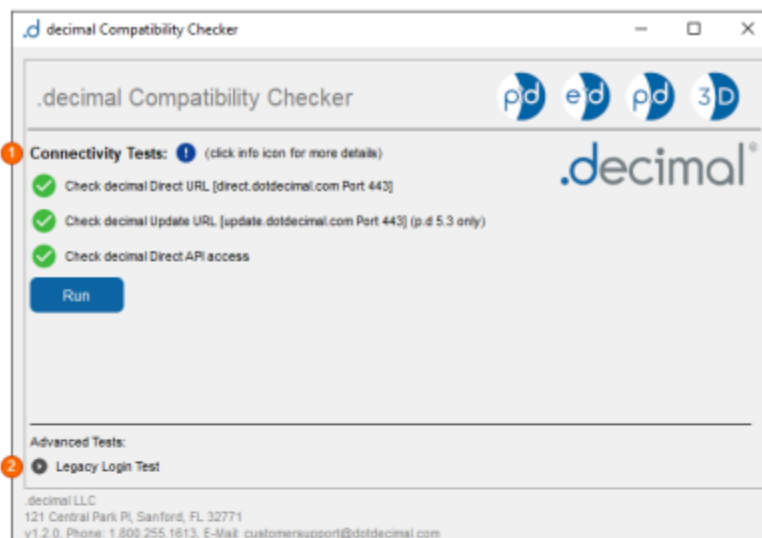 .d decimal Compatibility Checker
.decimal Compatibility Checker
p.d e.d p.d 3D
1 Connectivity Tests: ! (click info icon for more details)
.decimal®
Check decimal Direct URL [direct.dotdecimal.com Port 443]
Check decimal Update URL [update.dotdecimal.com Port 443] (p.d 5.3 only)
Check decimal Direct API access
Run
Advanced Tests:
2 Legacy Login Test
.decimal LLC
121 Central Park Pl, Sanford, FL 32771
v1.2.0, Phone: 1.800.255.1613, E-Mail: customersupport@dotdecimal.com